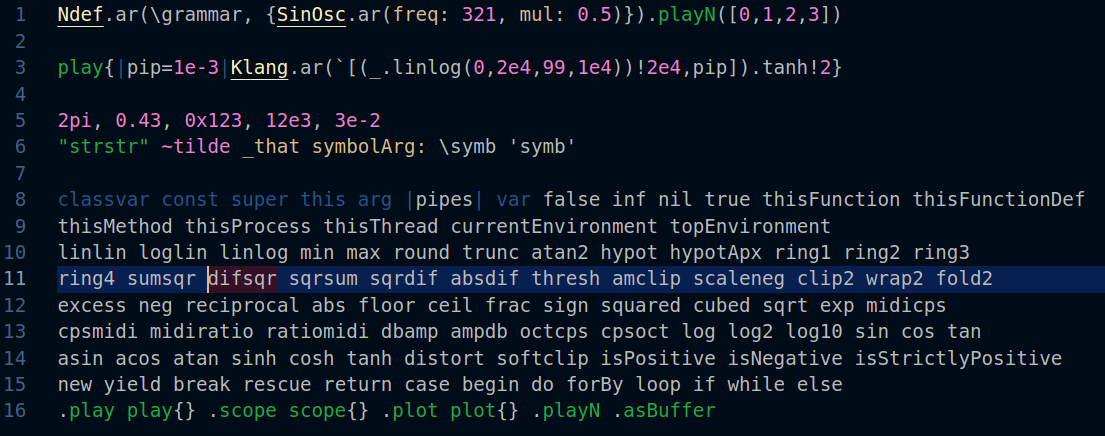 1 Ndef.ar(\grammar, {SinOsc.ar(freq: 321, mul: 0.5)}).playN([0,1,2,3])
2
3 play{|pip=1e-3|Klang.ar(`[(_.linlog(0,2e4,99,1e4))!2e4,pip]).tanh!2}
4
5 2pi, 0.43, 0x123, 12e3, 3e-2
6 "strstr" ~tilde _that symbolArg: \symb 'symb'
7
8 classvar const super this arg |pipes| var false inf nil true thisFunction thisFunctionDef
9 thisMethod thisProcess thisThread currentEnvironment topEnvironment
10 linlin loglin linlog min max round trunc atan2 hypot hypotApx ring1 ring2 ring3
11 ring4 sumsqr difsqr sqrsum sqrdif absdif thresh amclip scaleneg clip2 wrap2 fold2
12 excess neg reciprocal abs floor ceil frac sign squared cubed sqrt exp midicps
13 cpsmidi midiratio ratiomidi dbamp ampdb octcps cpsoct log log2 log10 sin cos tan
14 asin acos atan sinh cosh tanh distort softclip isPositive isNegative isStrictlyPositive
15 new yield break rescue return case begin do forBy loop if while else
16 .play play{} .scope scope{} .plot plot{} .playN .asBuffer